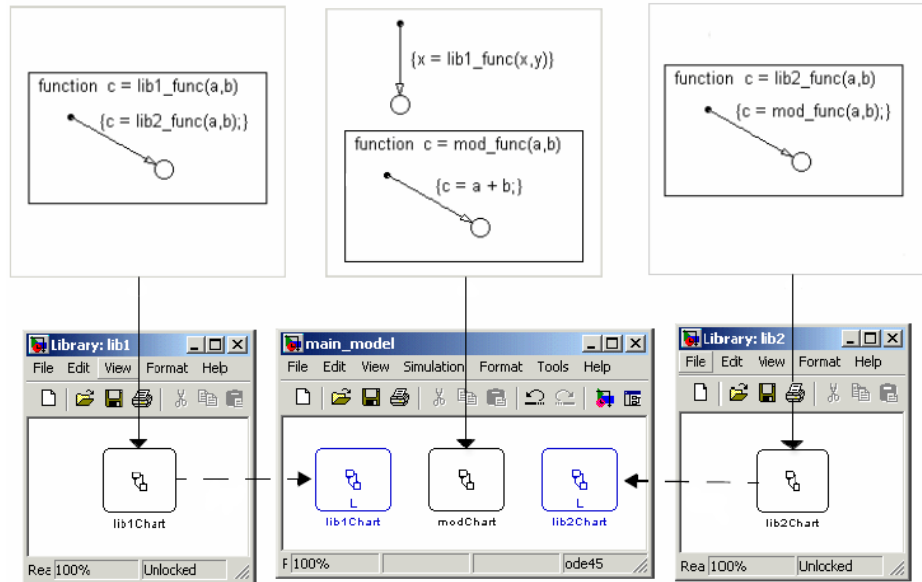 function c = lib1_func(a,b)
{c = lib2_func(a,b);}
{x = lib1_func(x,y)}
function c = mod_func(a,b)
{c = a + b;}
function c = lib2_func(a,b)
{c = mod_func(a,b);}
Library: lib1
File Edit View Format Help
lib1Chart
Rea 100% Unlocked
main_model
File Edit View Simulation Format Tools Help
L
lib1Chart
modChart
L
lib2Chart
F 100% ode45
Library: lib2
File Edit View Format Help
lib2Chart
Rea 100% Unlocked